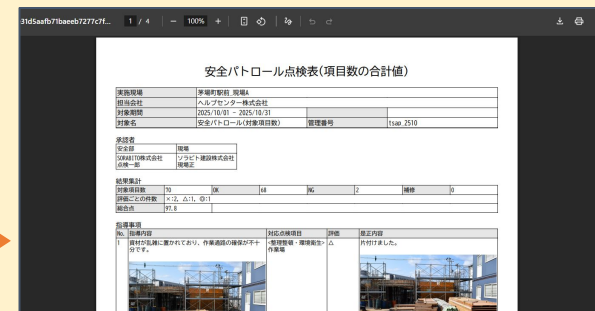 31d5aafb71baeeb7277c7f... 1 / 4 100%
安全パトロール点検表(項目数の合計値)
実施現場 茅場町駅前_現場A
担当会社 ヘルプセンター株式会社
対象期間 2025/10/01 - 2025/10/31
対象名 安全パトロール(対象項目数) 管理番号 tsap_2510
承認者
安全部 現場
SORABITO株式会社 ソラビト建設株式会社
点検一郎 現場正
結果集計
対象項目数 70 OK 68 NG 2 補修 0
評価ごとの件数 ×:2, △:1, ◎:1
総合点 97.8
指導事項
No. 指導内容 対応点検項目 評価 是正内容
1 資材が乱雑に置かれており、作業通路の確保が不十 <整理整頓・環境衛生> △ 片付けました。
分です。 作業場